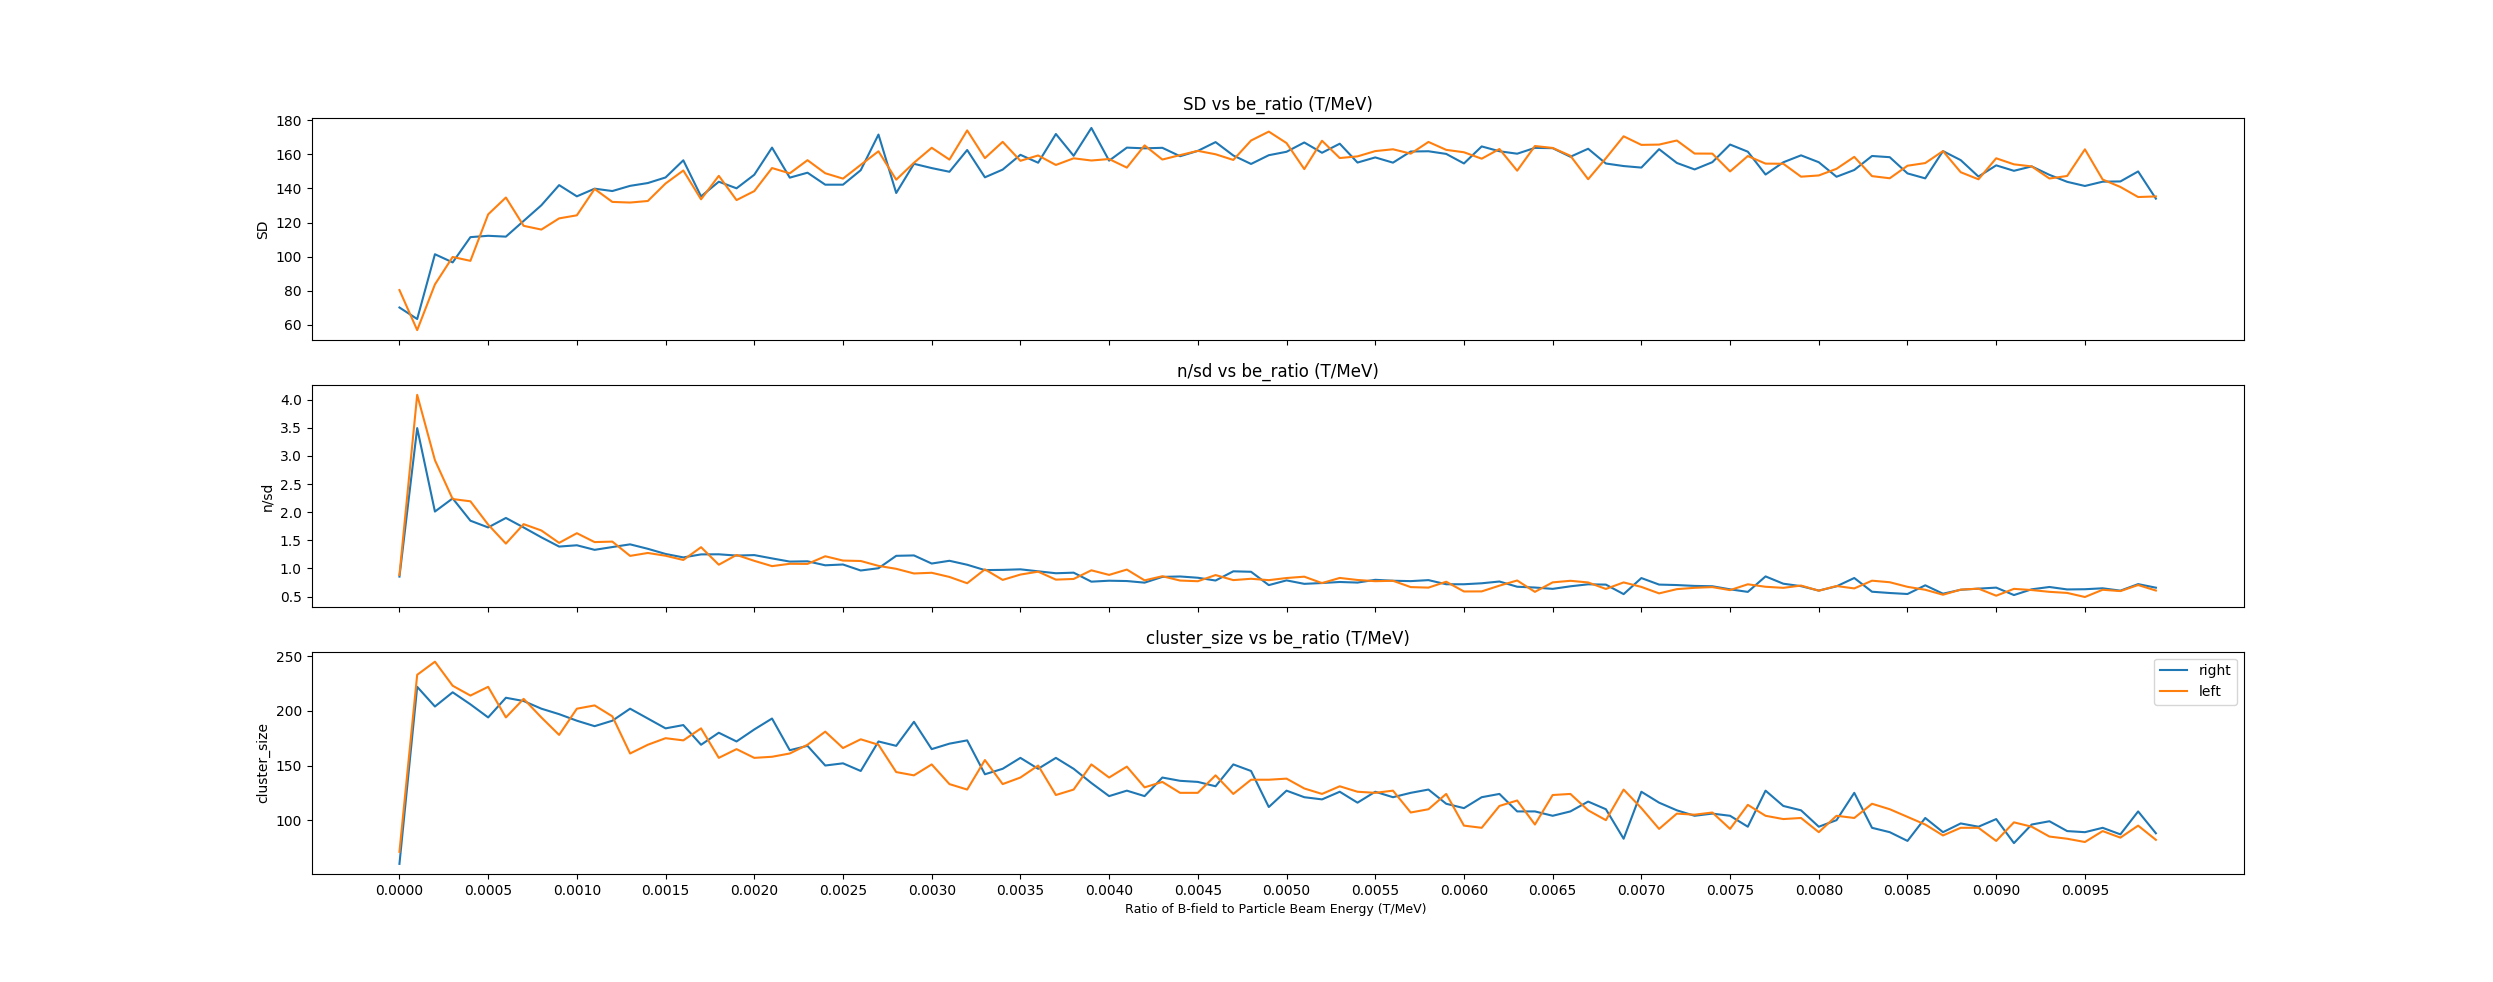 SD vs be_ratio (T/MeV)
180
160
140
120
100
80
60
SD
n/sd vs be_ratio (T/MeV)
4.0
3.5
3.0
2.5
2.0
1.5
1.0
0.5
n/sd
cluster_size vs be_ratio (T/MeV)
250
200
150
100
cluster_size
right
left
0.0000 0.0005 0.0010 0.0015 0.0020 0.0025 0.0030 0.0035 0.0040 0.0045 0.0050 0.0055 0.0060 0.0065 0.0070 0.0075 0.0080 0.0085 0.0090 0.0095
Ratio of B-field to Particle Beam Energy (T/MeV)